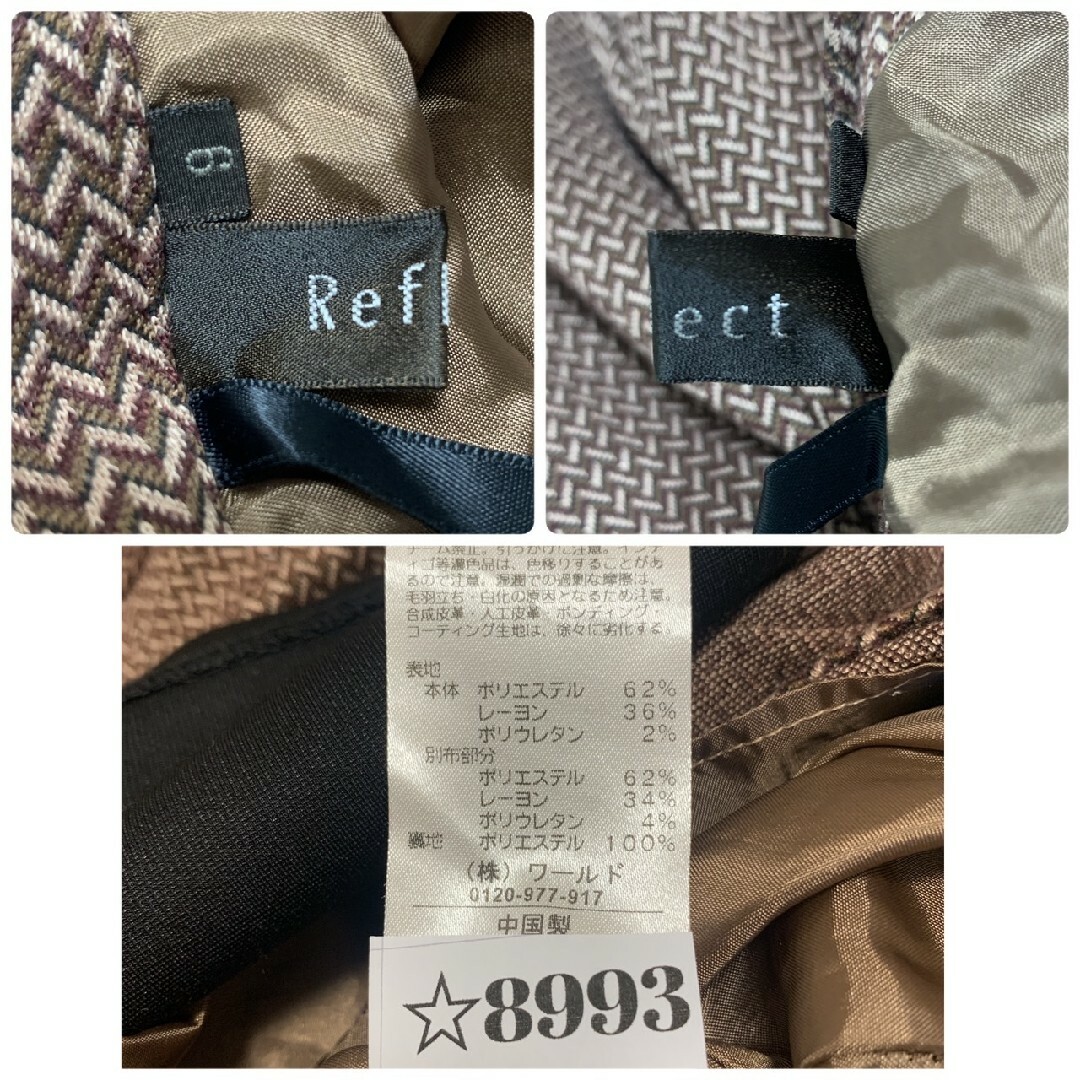 9
Refl
ect
ナーム禁止。引っかけに注意。インデ
ィゴ等濃色品は、色移りすることがあ
るので注意。湿潤での過剰な摩擦は、
毛羽立ち・白化の原因となるため注意。
合成皮革・人工皮革・ボンディング
コーティング生地は、徐々に劣化する
表地
本体 ポリエステル 62%
レーヨン 36%
ポリウレタン 2%
別布部分
ポリエステル 62%
レーヨン 34%
ポリウレタン 4%
裏地 ポリエステル 100%
(株)ワールド
0120-977-917
中国製
☆8993